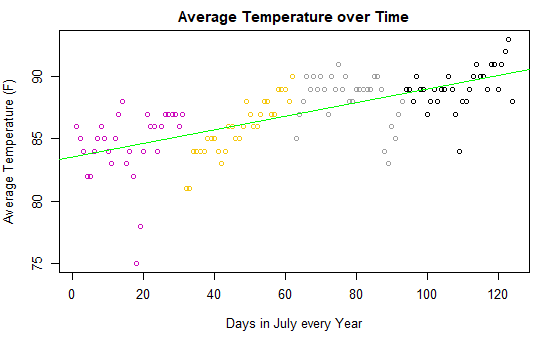 Average Temperature over Time
Average Temperature (F)
90
85
80
75
0 20 40 60 80 100 120
Days in July every Year